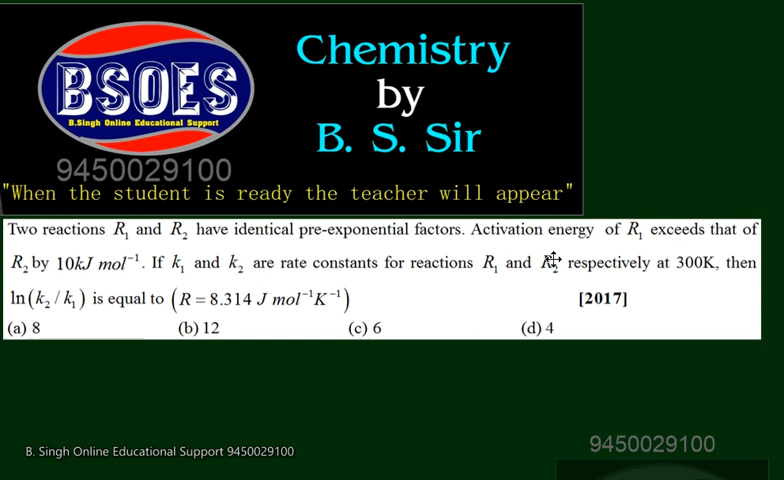 BSOES
B.Singh Online Educational Support
Chemistry
by
B. S. Sir
9450029100
"When the student is ready the teacher will appear"
Two reactions R₁ and R₂ have identical pre-exponential factors. Activation energy of R₁ exceeds that of
R₂ by 10kJ mol⁻¹. If k₁ and k₂ are rate constants for reactions R₁ and R₂ respectively at 300K, then
ln(k₂ / k₁) is equal to (R = 8.314 J mol⁻¹K⁻¹) [2017]
(a) 8 (b) 12 (c) 6 (d) 4
9450029100
B. Singh Online Educational Support 9450029100